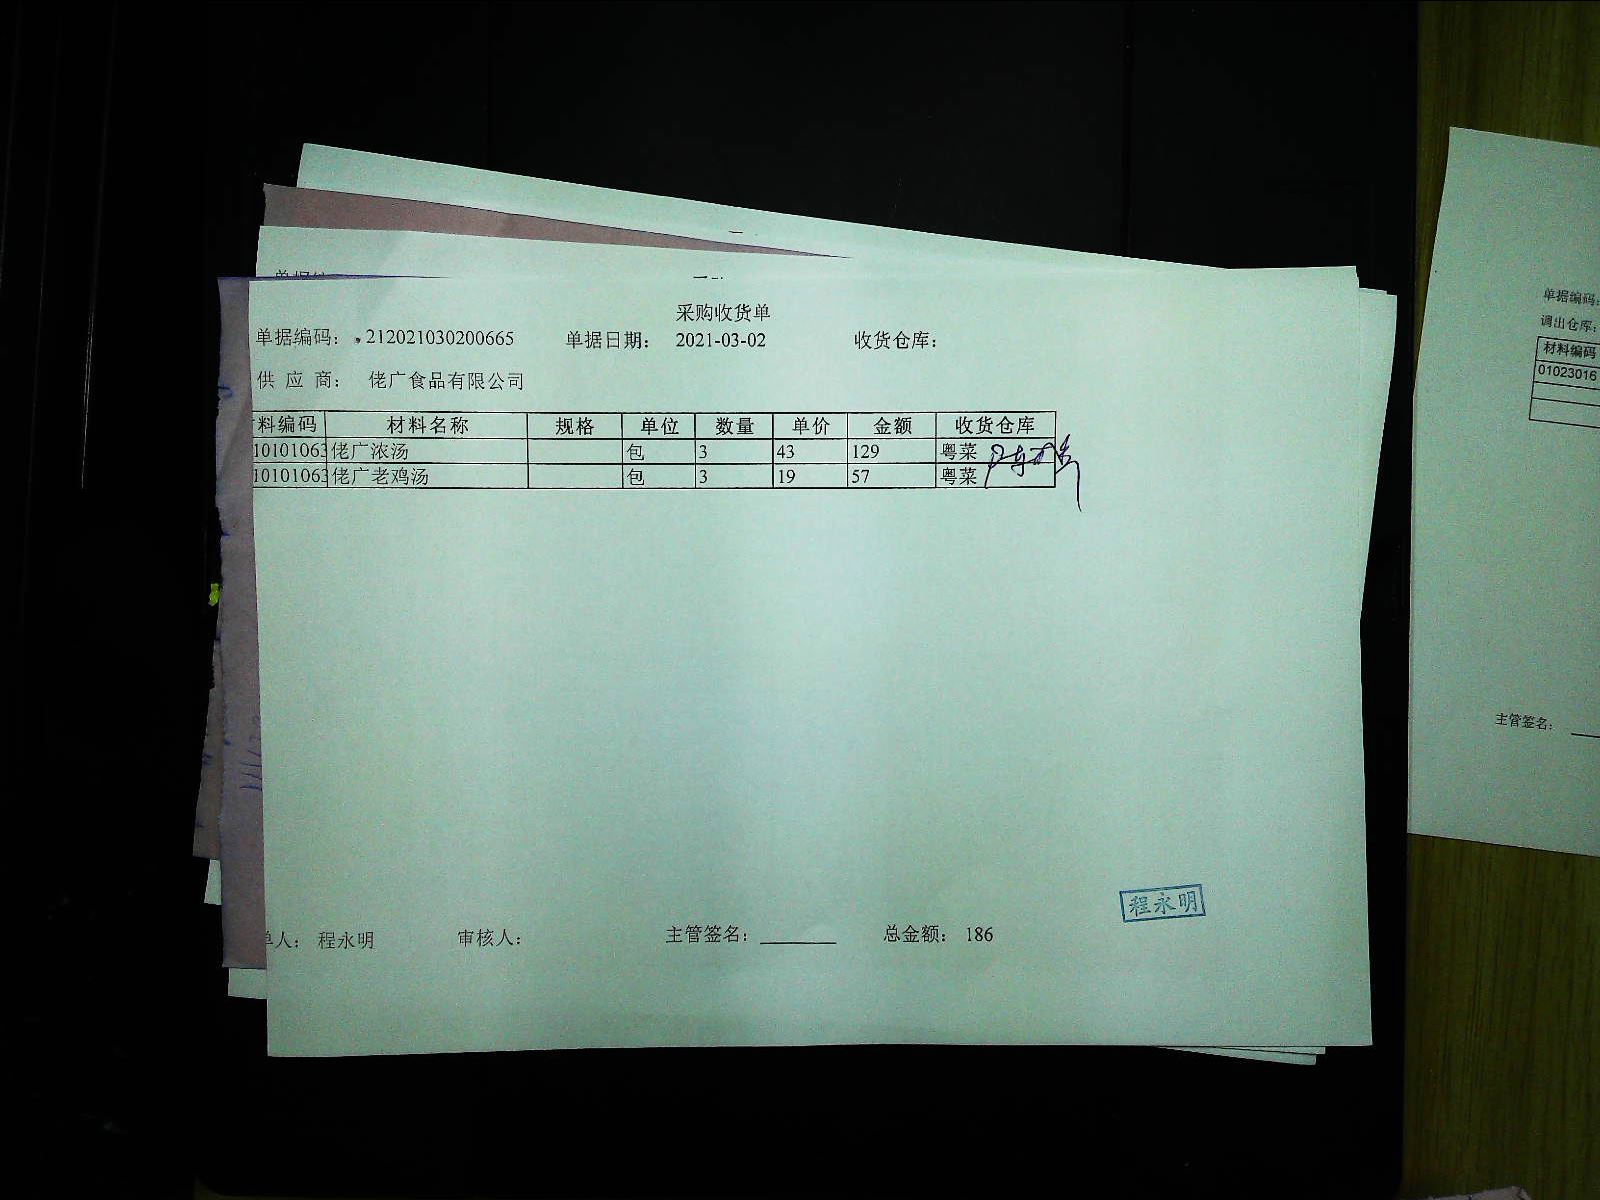 采购收货单
单据编码: 212021030200665 单据日期: 2021-03-02 收货仓库:
供 应 商: 佬广食品有限公司
料编码 材料名称 规格 单位 数量 单价 金额 收货仓库
10101063 佬广浓汤 包 3 43 129 粤菜
10101063 佬广老鸡汤 包 3 19 57 粤菜
程永明
单人: 程永明 审核人: 主管签名: 总金额: 186
单据编码:
调出仓库:
材料编码
01023016
主管签名: